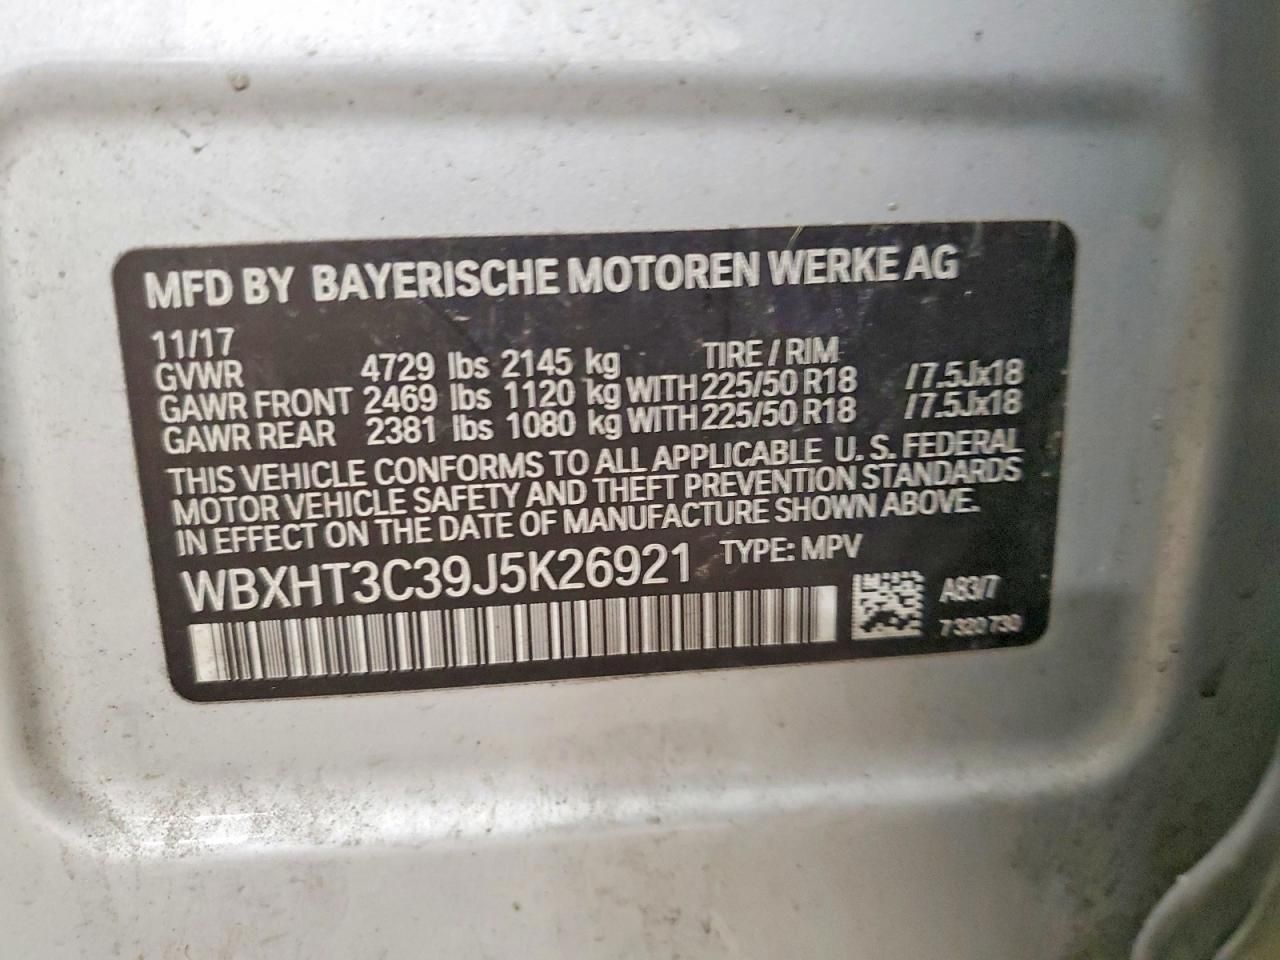 MFD BY BAYERISCHE MOTOREN WERKE AG
11/17 TIRE / RIM
GVWR 4729 lbs 2145 kg
GAWR FRONT 2469 lbs 1120 kg WITH 225/50 R18 /7.5Jx18
GAWR REAR 2381 lbs 1080 kg WITH 225/50 R18 /7.5Jx18
THIS VEHICLE CONFORMS TO ALL APPLICABLE U. S. FEDERAL
MOTOR VEHICLE SAFETY AND THEFT PREVENTION STANDARDS
IN EFFECT ON THE DATE OF MANUFACTURE SHOWN ABOVE.
WBXHT3C39J5K26921 TYPE: MPV
A83/T
7 320 730